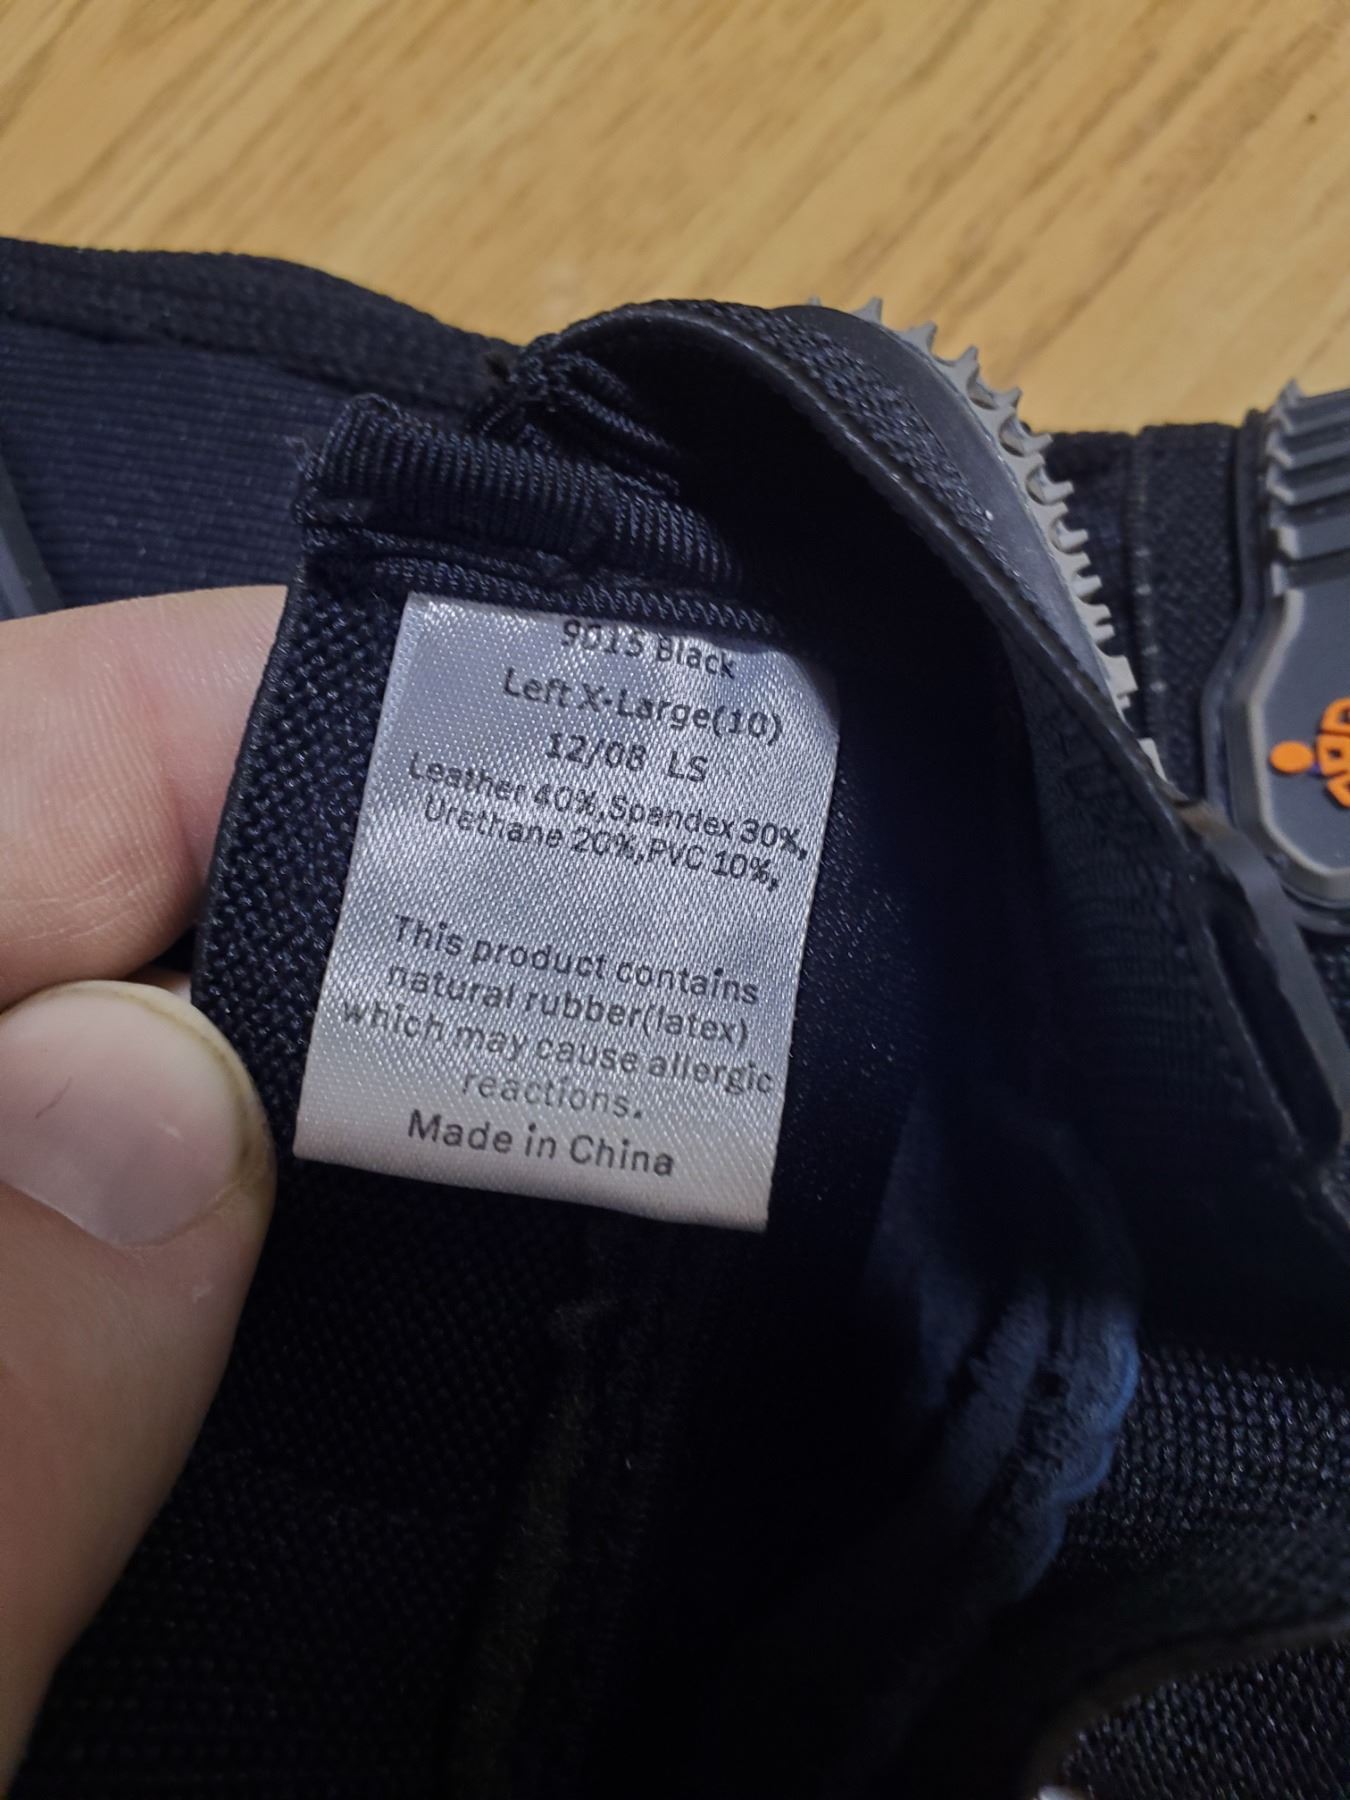 9015 Black
Left X-Large(10)
12/08 LS
Leather 40%,Spandex 30%,
Urethane 20%,PVC 10%,
This product contains
natural rubber(latex)
which may cause allergic
reactions.
Made in China